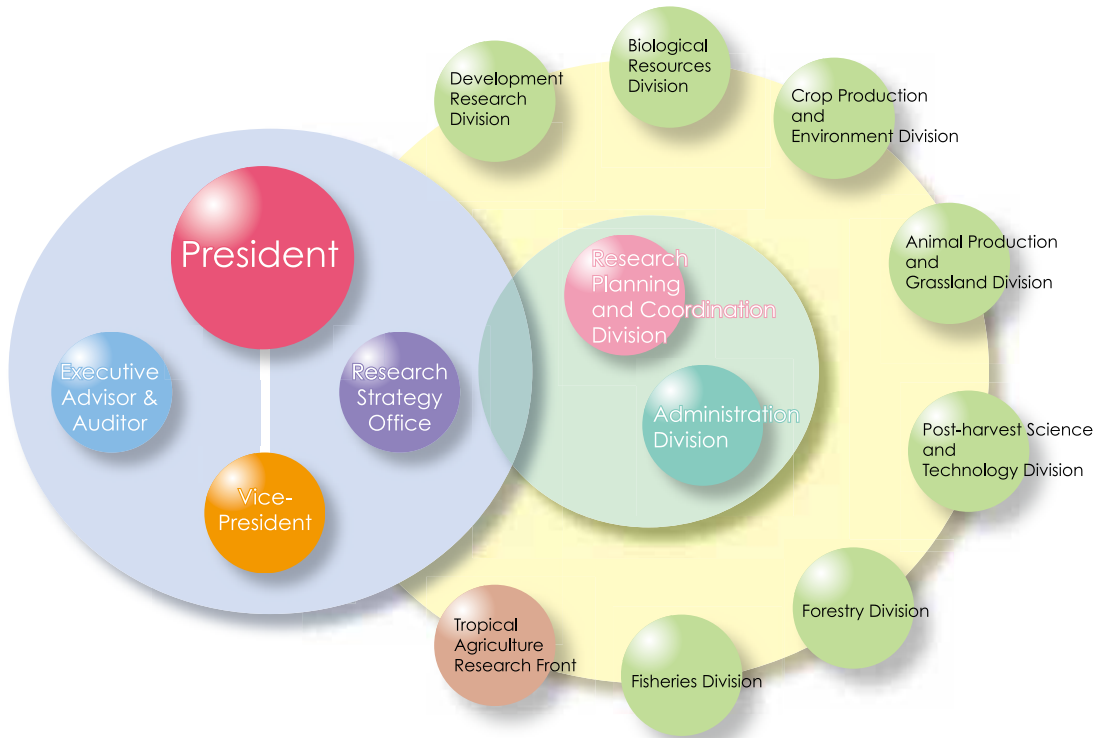 President
Executive
Advisor &
Auditor
Research
Strategy
Office
Vice-
President
Research
Planning
and Coordination
Division
Administration
Division
Development
Research
Division
Biological
Resources
Division
Crop Production
and
Environment Division
Animal Production
and
Grassland Division
Post-harvest Science
and
Technology Division
Forestry Division
Fisheries Division
Tropical
Agriculture
Research Front